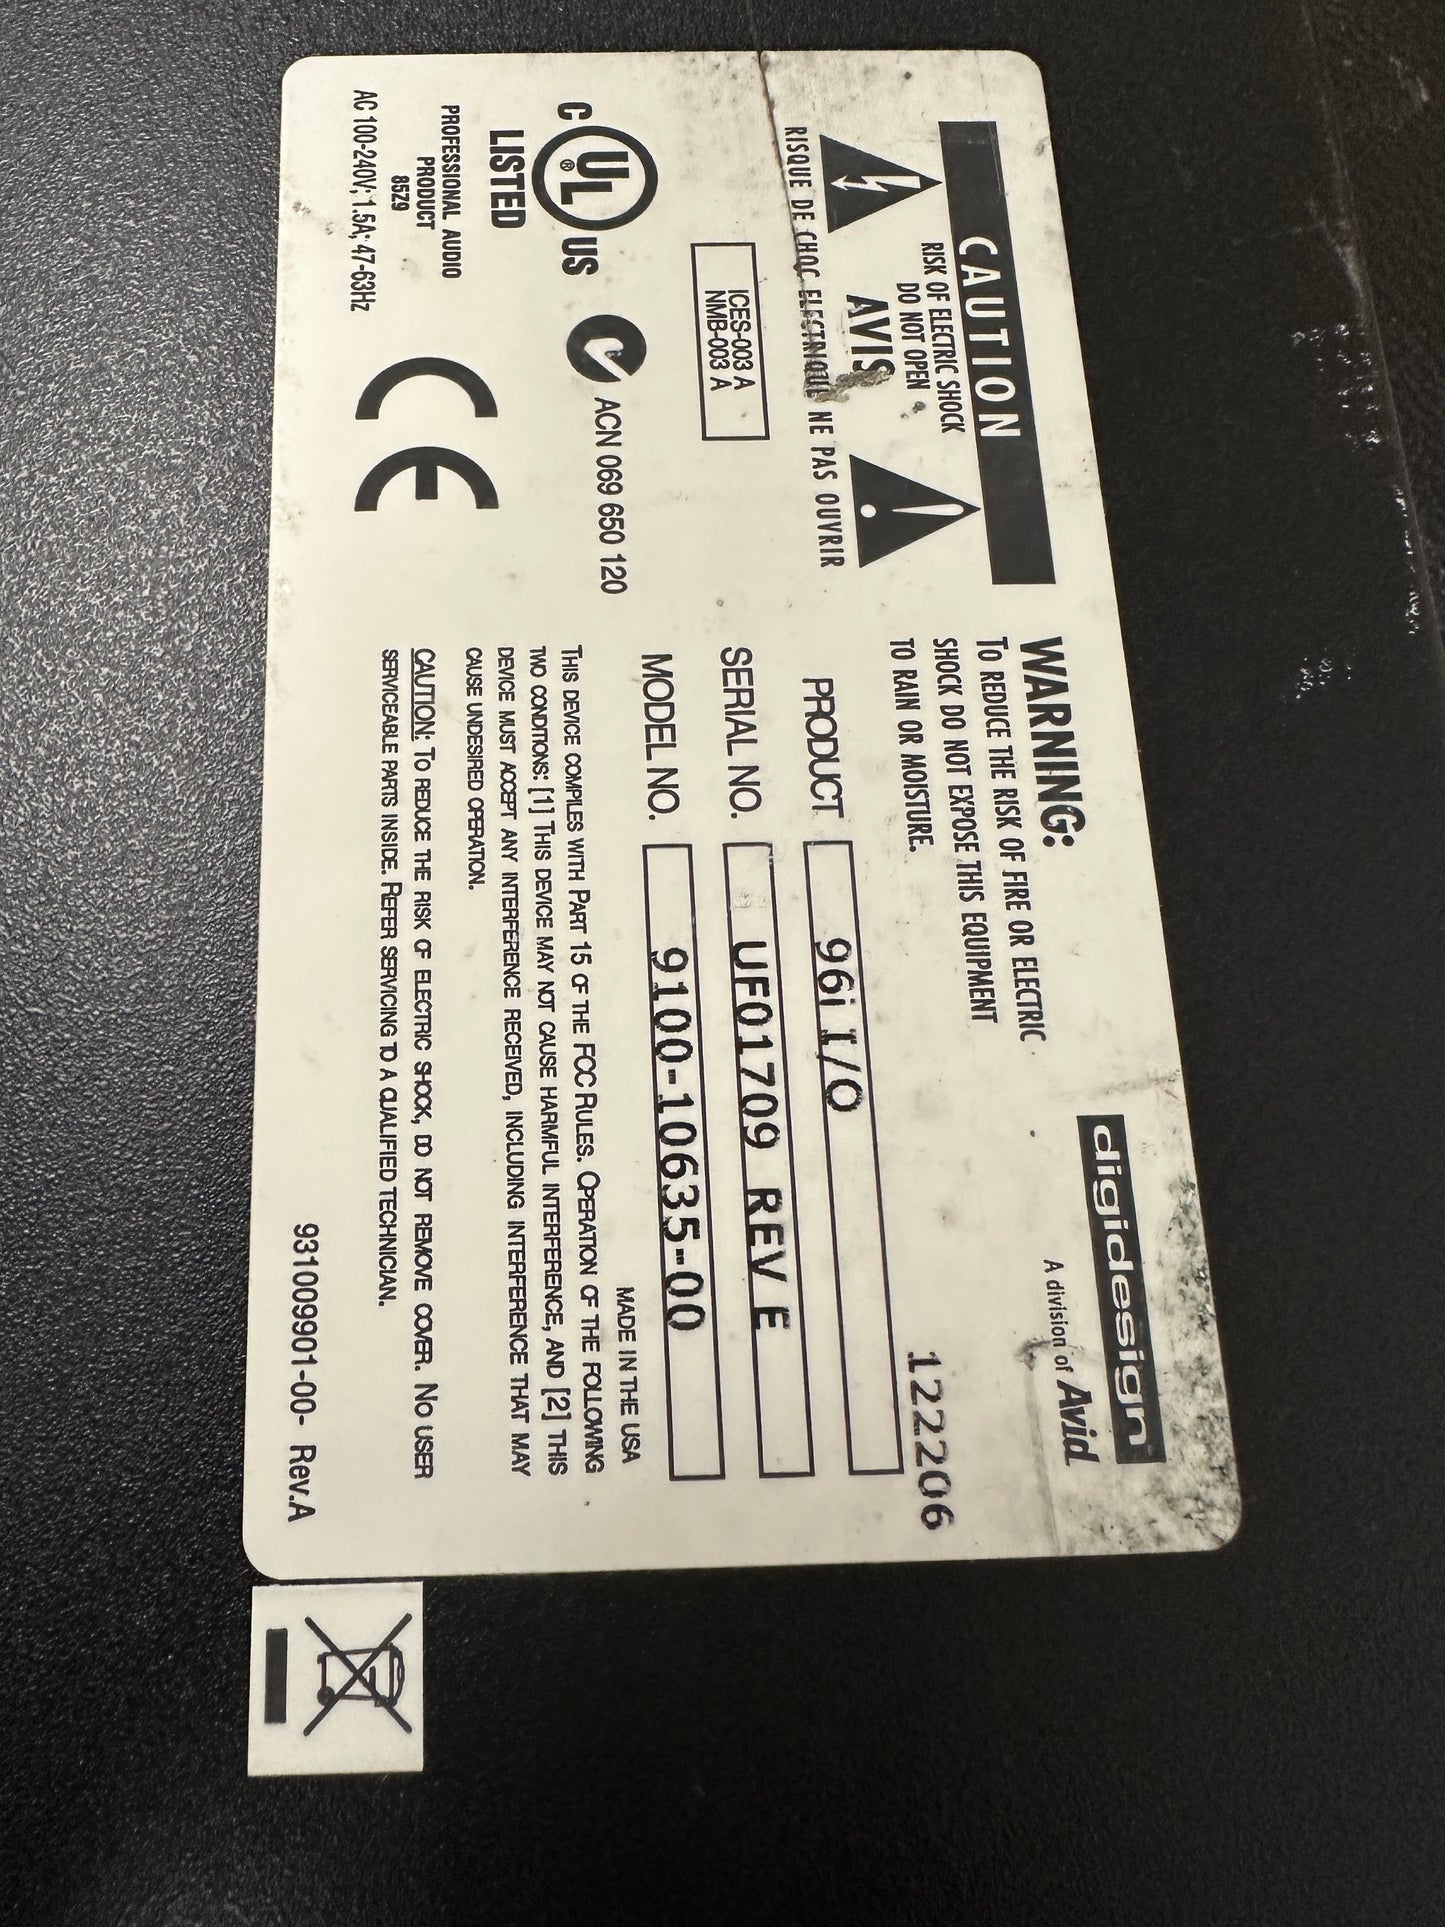 CAUTION
RISK OF ELECTRIC SHOCK
DO NOT OPEN
AVIS
RISQUE DE CHOC ELECTRIQUE NE PAS OUVRIR
ICES-003 A
NMB-003 A
C UL ® US
LISTED
ACN 069 650 120
PROFESSIONAL AUDIO
PRODUCT
85Z9
AC 100-240V; 1.5A; 47-63Hz
CE
WARNING:
TO REDUCE THE RISK OF FIRE OR ELECTRIC
SHOCK DO NOT EXPOSE THIS EQUIPMENT
TO RAIN OR MOISTURE.
digidesign
A division of Avid
122206
PRODUCT 96i I/O
SERIAL NO. UF01709 REV E
MODEL NO. 9100-10635-00
MADE IN THE USA
THIS DEVICE COMPLIES WITH PART 15 OF THE FCC RULES. OPERATION OF THE FOLLOWING
TWO CONDITIONS: [1] THIS DEVICE MAY NOT CAUSE HARMFUL INTERFERENCE, AND [2] THIS
DEVICE MUST ACCEPT ANY INTERFERENCE RECEIVED, INCLUDING INTERFERENCE THAT MAY
CAUSE UNDESIRED OPERATION.
CAUTION: TO REDUCE THE RISK OF ELECTRIC SHOCK, DO NOT REMOVE COVER. NO USER
SERVICEABLE PARTS INSIDE. REFER SERVICING TO A QUALIFIED TECHNICIAN.
931009901-00- Rev.A